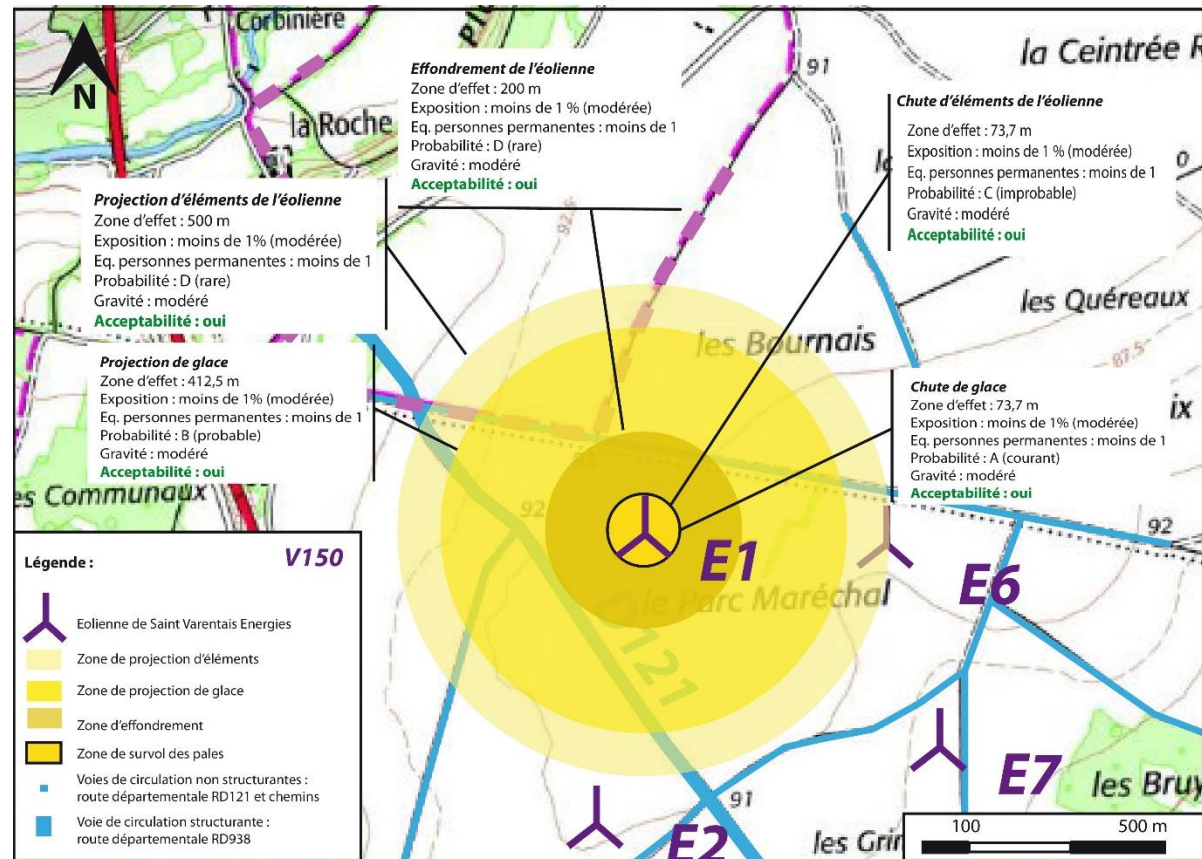 Corbinière
N
la Roche
Effondrement de l'éolienne
Zone d'effet : 200 m
Exposition : moins de 1 % (modérée)
Eq. personnes permanentes : moins de 1
Probabilité : D (rare)
Gravité : modéré
Acceptabilité : oui
91
la Ceintrée
Chute d'éléments de l'éolienne
Zone d'effet : 73,7 m
Exposition : moins de 1 % (modérée)
Eq. personnes permanentes : moins de 1
Probabilité : C (improbable)
Gravité : modéré
Acceptabilité : oui
Projection d'éléments de l'éolienne
Zone d'effet : 500 m
Exposition : moins de 1% (modérée)
Eq. personnes permanentes : moins de 1
Probabilité : D (rare)
Gravité : modéré
Acceptabilité : oui
92.5
les Quéreaux
les Bournais
87.5
Projection de glace
Zone d'effet : 412,5 m
Exposition : moins de 1% (modérée)
Eq. personnes permanentes : moins de 1
Probabilité : B (probable)
Gravité : modéré
Acceptabilité : oui
Chute de glace
Zone d'effet : 73,7 m
Exposition : moins de 1% (modérée)
Eq. personnes permanentes : moins de 1
Probabilité : A (courant)
Gravité : modéré
Acceptabilité : oui
ix
es Communaux
92
92
92
E1
le Parc Maréchal
E6
D121
Légende :
V150
Eolienne de Saint Varentais Energies
Zone de projection d'éléments
Zone de projection de glace
Zone d'effondrement
Zone de survol des pales
Voies de circulation non structurantes :
route départementale RD121 et chemins
Voie de circulation structurante :
route départementale RD938
E7
les Bruy
91
E2
les Grin
100
500 m